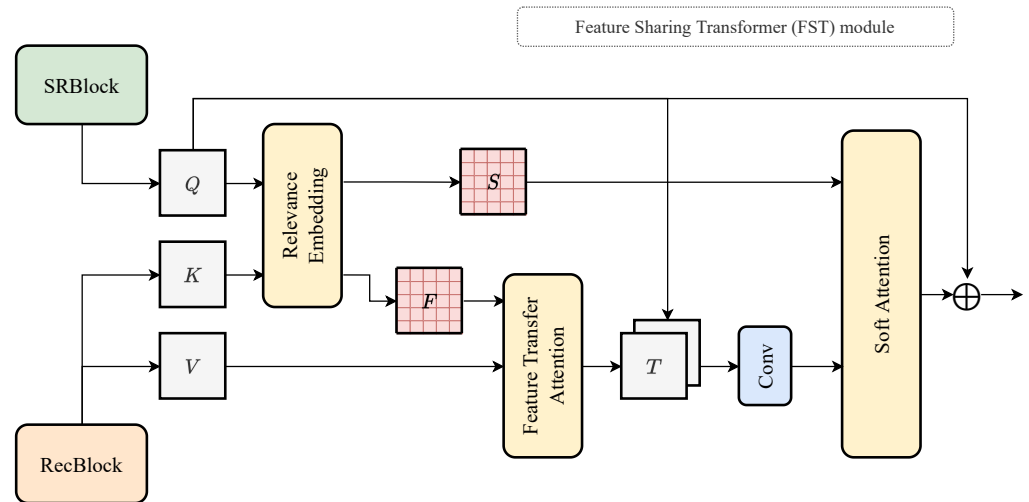 Feature Sharing Transformer (FST) module
SRBlock
Q
Relevance
Embedding
S
K
F
V
Feature Transfer
Attention
T
Conv
Soft Attention
RecBlock